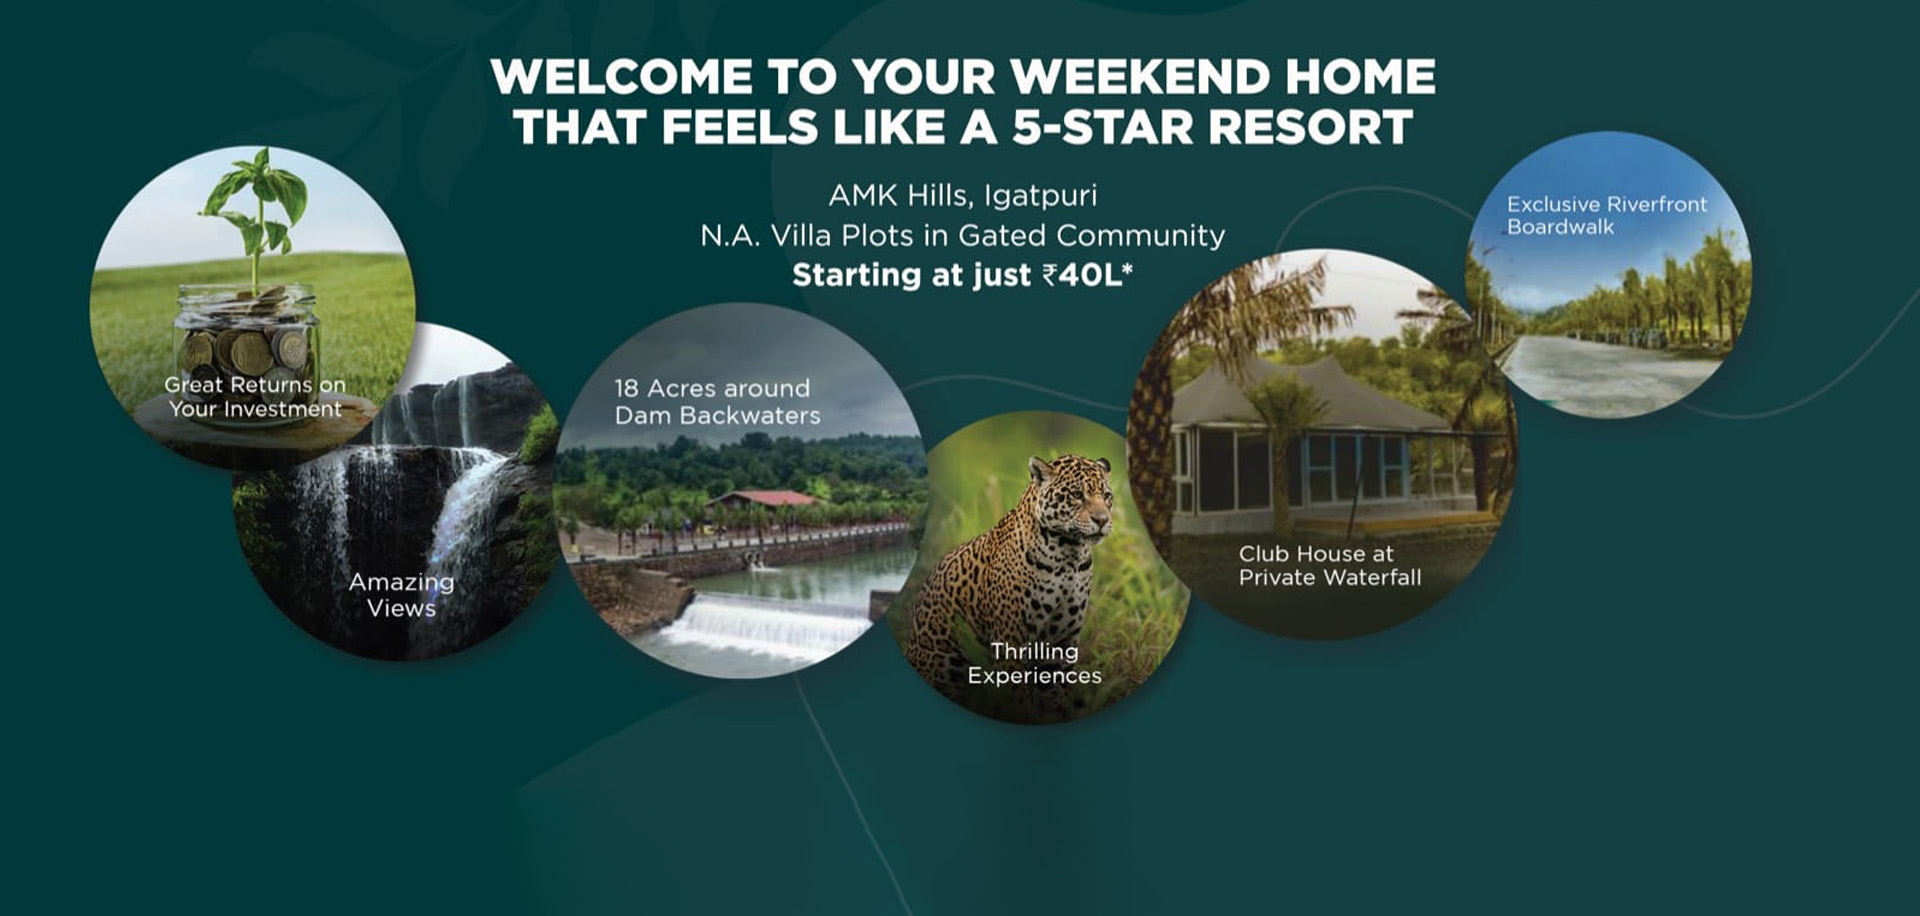 WELCOME TO YOUR WEEKEND HOME
THAT FEELS LIKE A 5-STAR RESORT
AMK Hills, Igatpuri
N.A. Villa Plots in Gated Community
Starting at just ₹40L*
Great Returns on
Your Investment
Amazing
Views
18 Acres around
Dam Backwaters
Thrilling
Experiences
Club House at
Private Waterfall
Exclusive Riverfront
Boardwalk